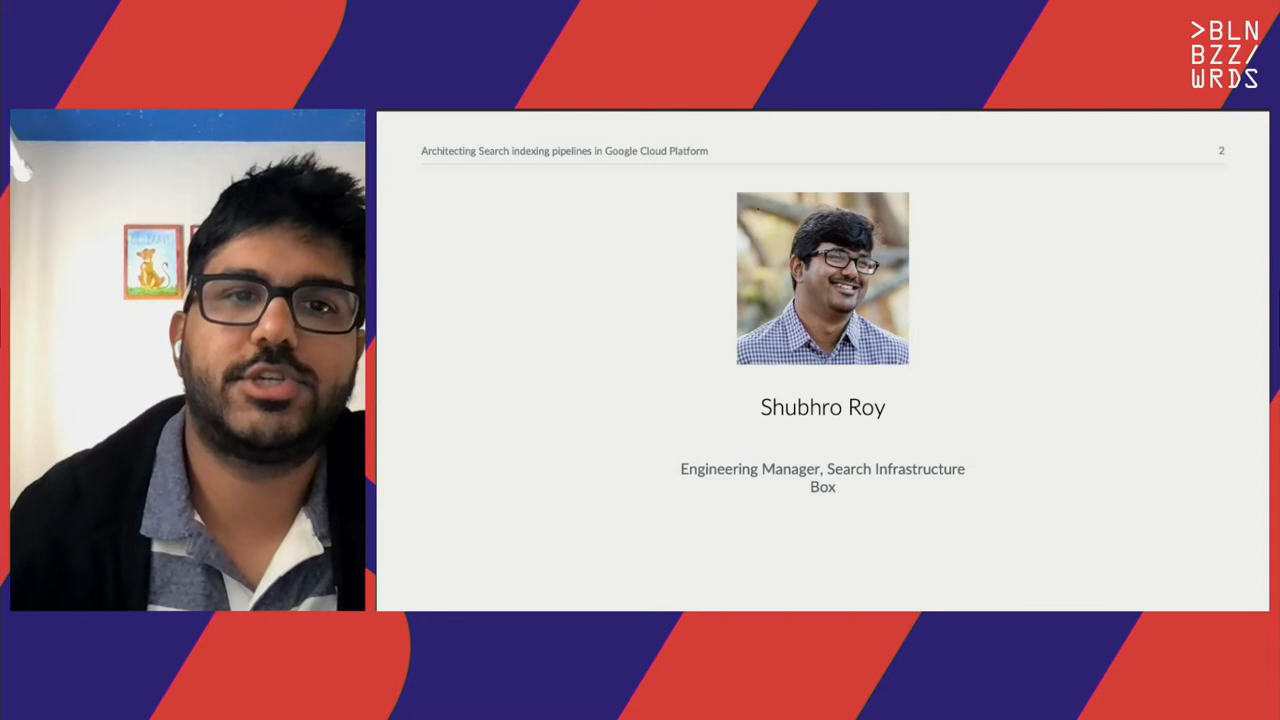 >BLN
BZZ/
WRDS
Architecting Search indexing pipelines in Google Cloud Platform
2
Shubhro Roy
Engineering Manager, Search Infrastructure
Box